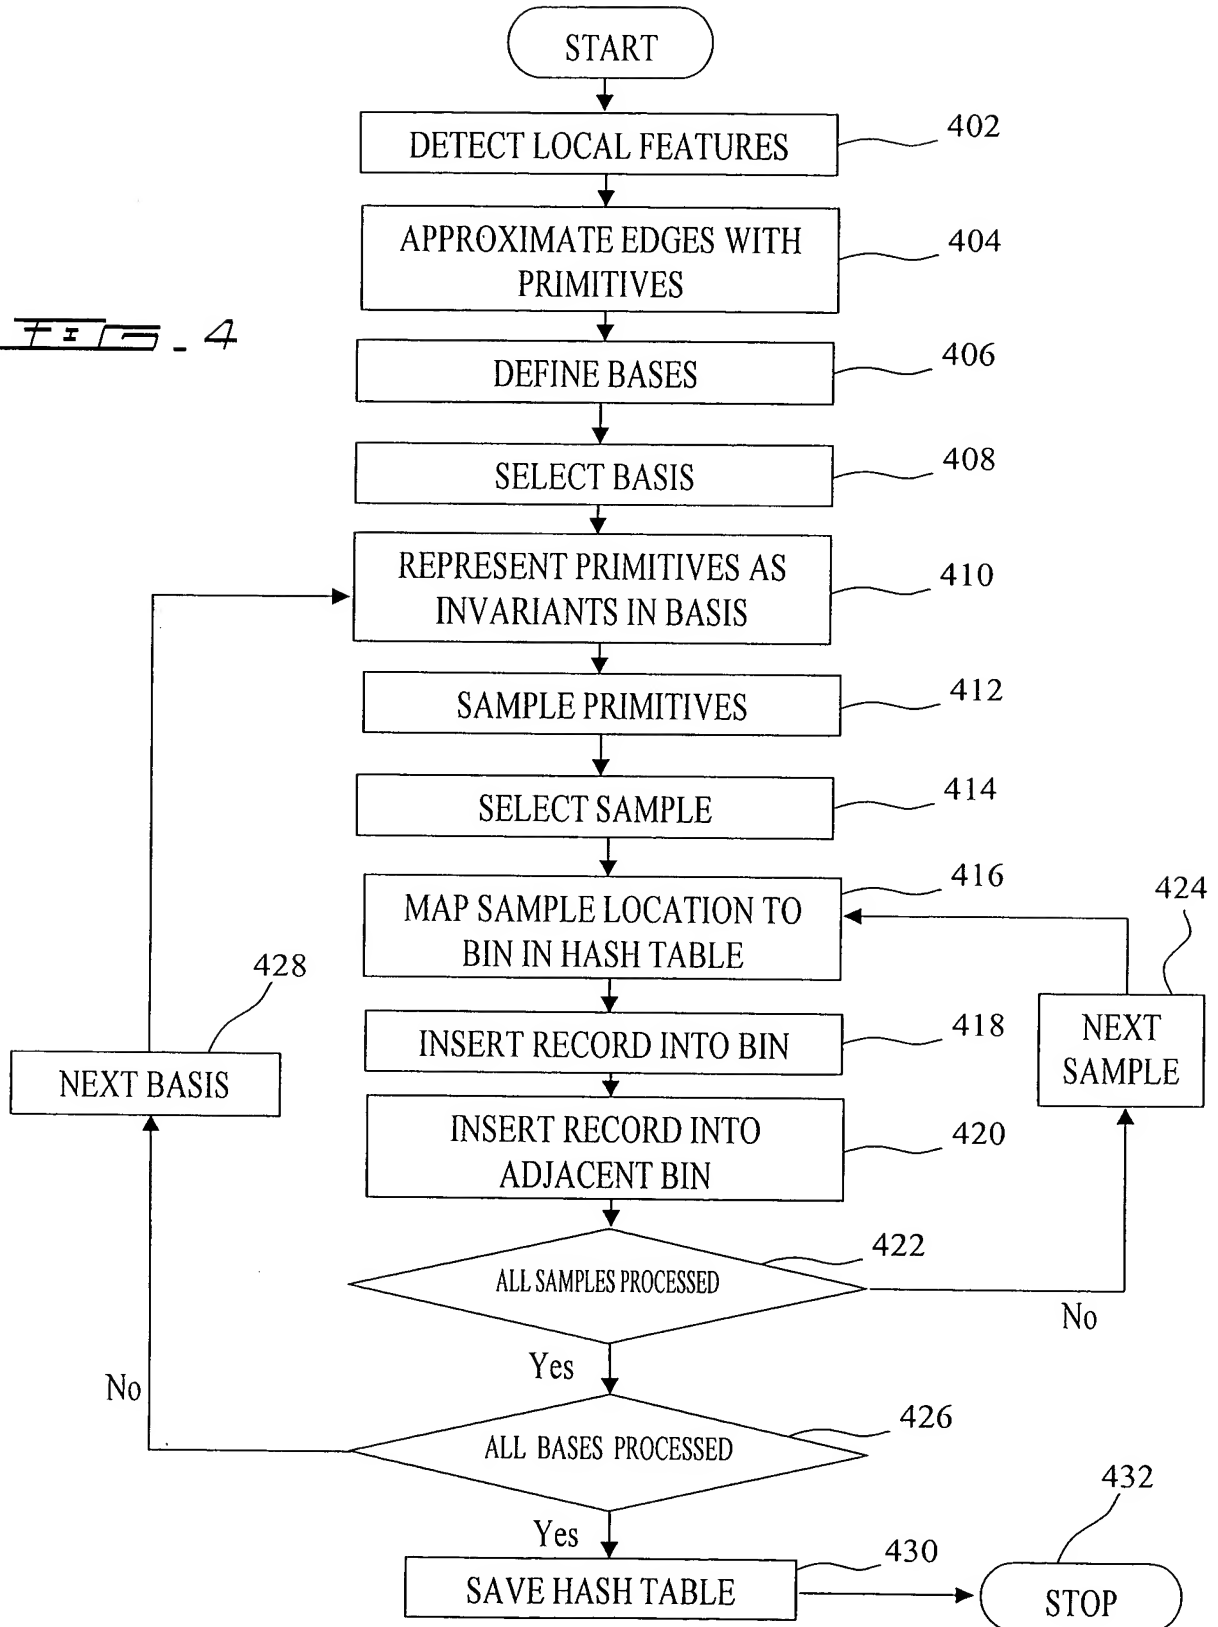 START
402
DETECT LOCAL FEATURES
404
APPROXIMATE EDGES WITH
PRIMITIVES
FIG. 4
406
DEFINE BASES
408
SELECT BASIS
410
REPRESENT PRIMITIVES AS
INVARIANTS IN BASIS
412
SAMPLE PRIMITIVES
414
SELECT SAMPLE
416
424
MAP SAMPLE LOCATION TO
BIN IN HASH TABLE
428
418
INSERT RECORD INTO BIN
NEXT
SAMPLE
NEXT BASIS
420
INSERT RECORD INTO
ADJACENT BIN
422
ALL SAMPLES PROCESSED
No
Yes
No
426
ALL BASES PROCESSED
432
Yes
430
SAVE HASH TABLE
STOP